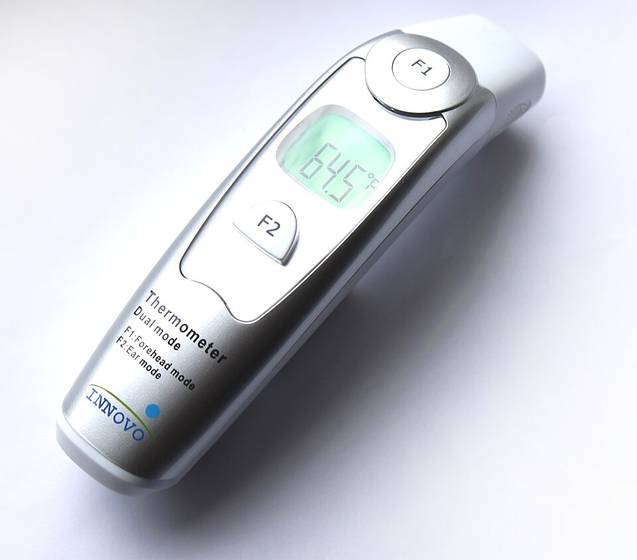 F1
64.5°F
F2
Thermometer
Dual mode
F1:Forehead mode
F2:Ear mode
INNOVO